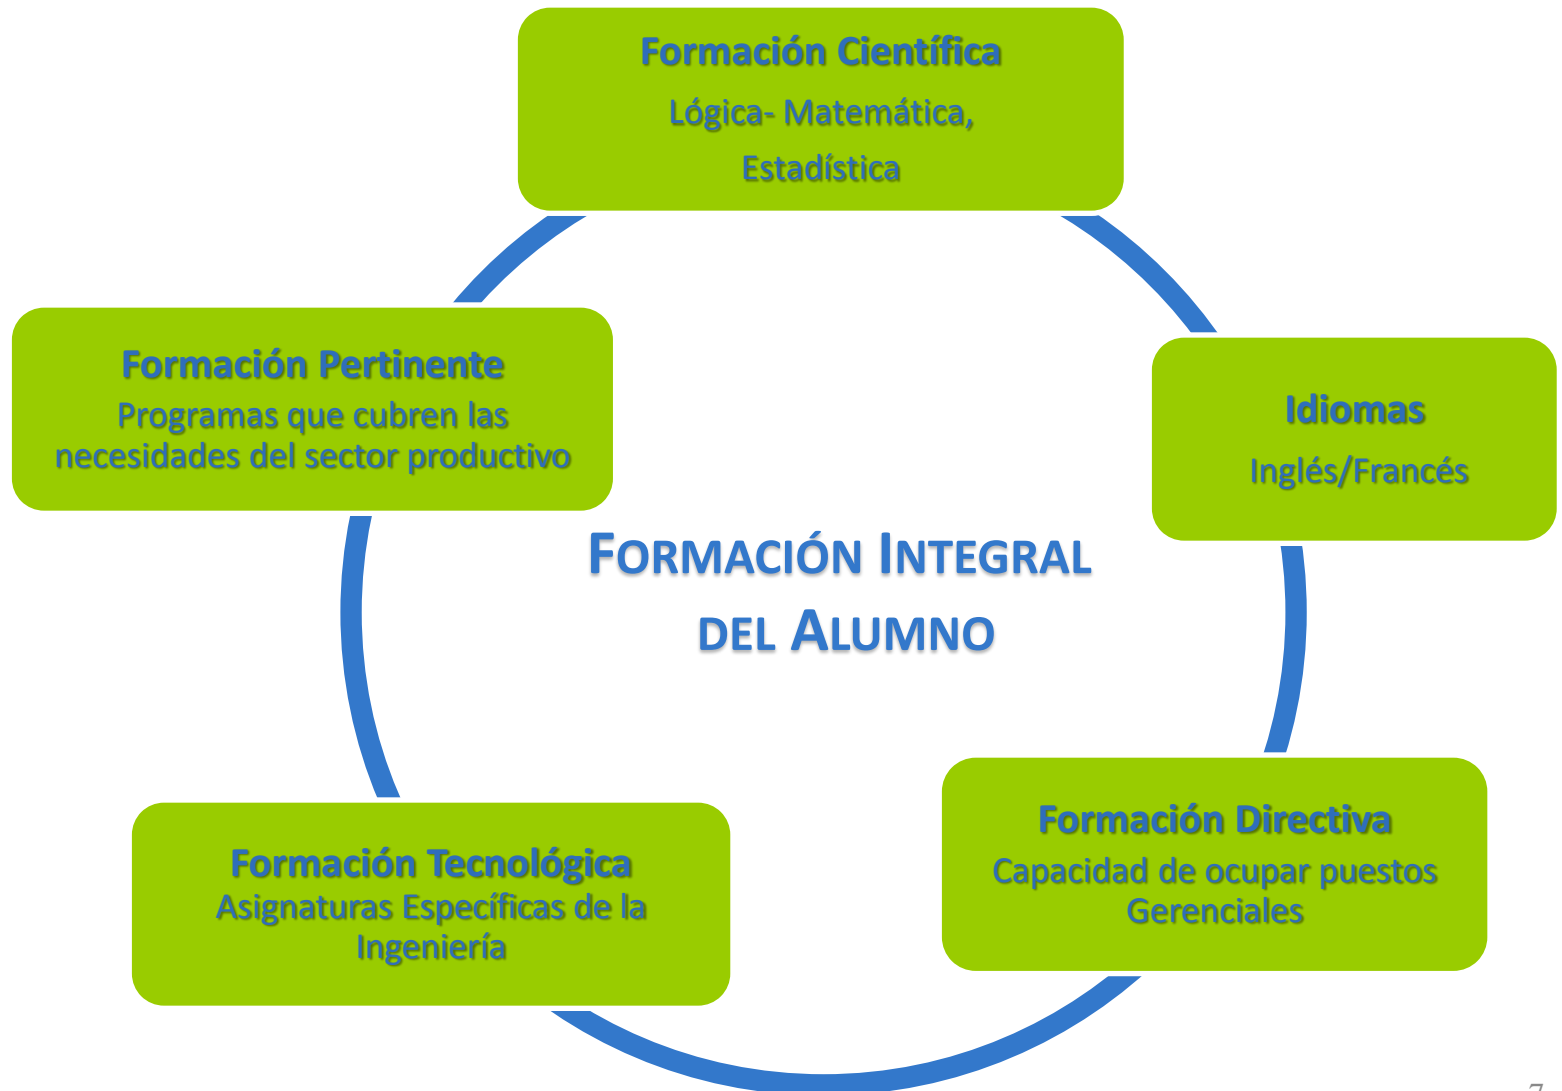 Formación Científica
Lógica- Matemática,
Estadística
Formación Pertinente
Programas que cubren las
necesidades del sector productivo
Idiomas
Inglés/Francés
FORMACIÓN INTEGRAL
DEL ALUMNO
Formación Tecnológica
Asignaturas Específicas de la
Ingeniería
Formación Directiva
Capacidad de ocupar puestos
Gerenciales
7